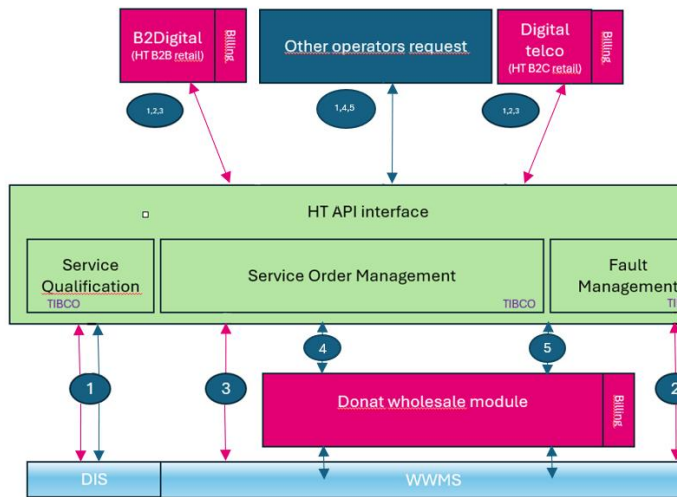 B2Digital
(HT B2B retail)
Billing
Other operators request
Digital
telco
(HT B2C retail)
Billing
1,2,3
1,4,5
1,2,3
HT API interface
Service
Qualification
TIBCO
Service Order Management
TIBCO
Fault
Management
TI
4
5
1
3
2
Donat wholesale module
Billing
DIS
WWMS